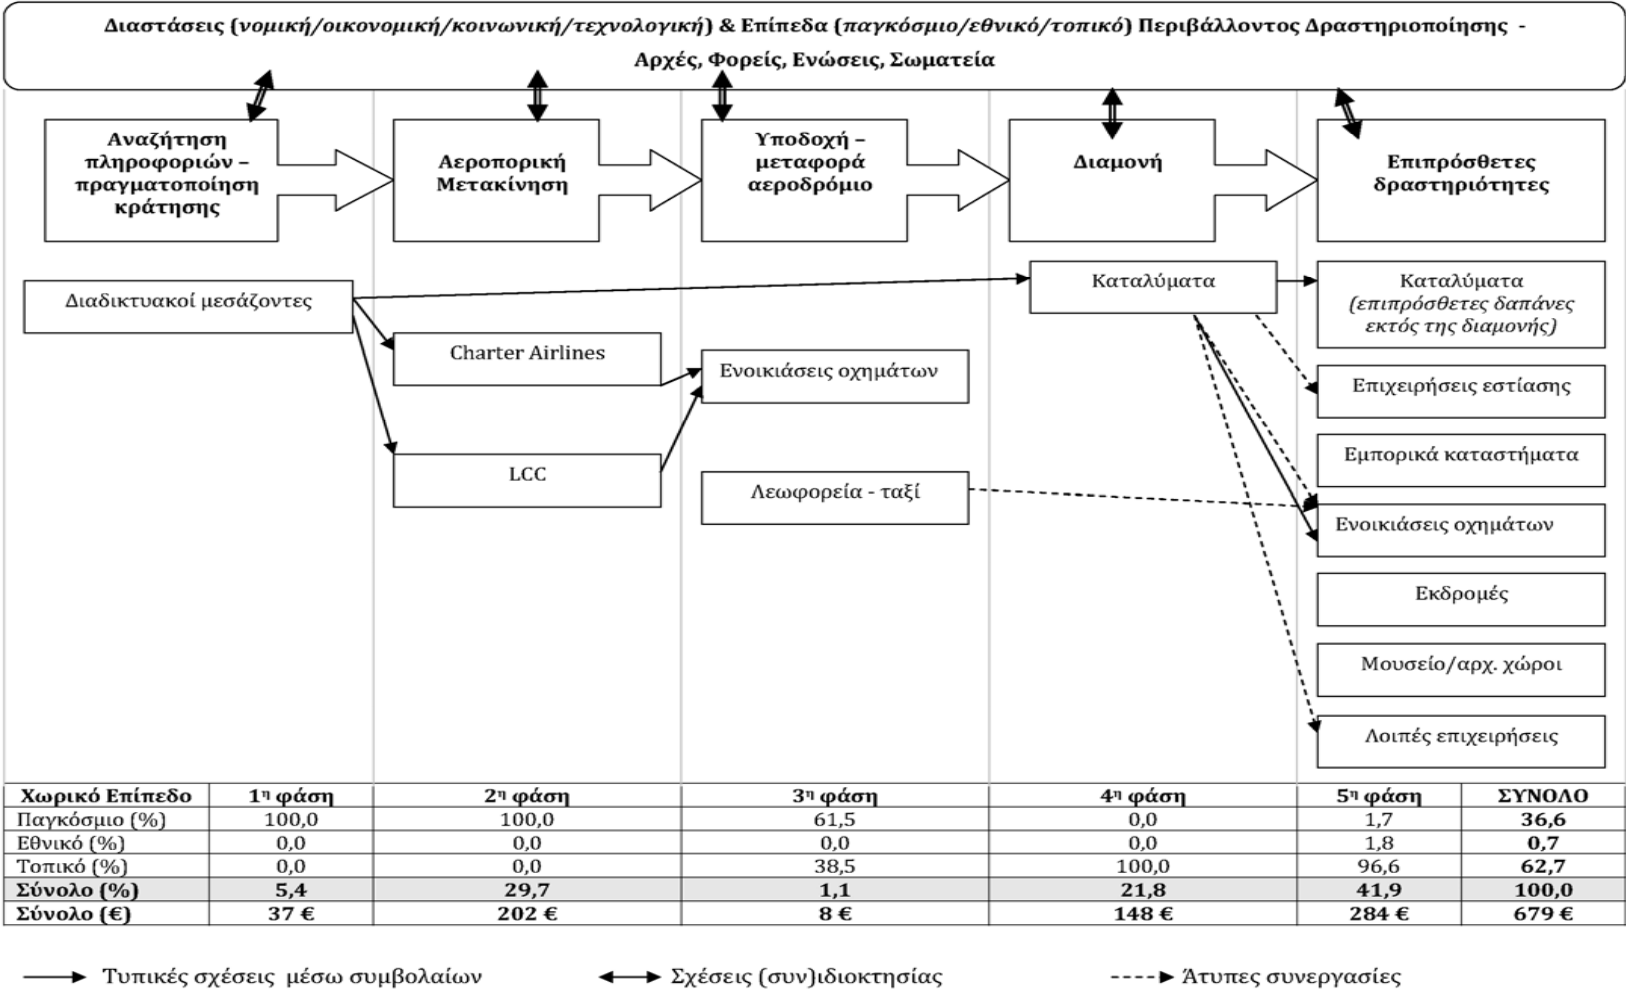 Διαστάσεις (νομική/οικονομική/κοινωνική/τεχνολογική) & Επίπεδα (παγκόσμιο/εθνικό/τοπικό) Περιβάλλοντος Δραστηριοποίησης -
Αρχές, Φορείς, Ενώσεις, Σωματεία
Αναζήτηση
πληροφοριών –
πραγματοποίηση
κράτησης
Αεροπορική
Μετακίνηση
Υποδοχή –
μεταφορά
αεροδρόμιο
Διαμονή
Επιπρόσθετες
δραστηριότητες
Διαδικτυακοί μεσάζοντες
Charter Airlines
LCC
Ενοικιάσεις οχημάτων
Λεωφορεία - ταξί
Καταλύματα
Καταλύματα
(επιπρόσθετες δαπάνες
εκτός της διαμονής)
Επιχειρήσεις εστίασης
Εμπορικά καταστήματα
Ενοικιάσεις οχημάτων
Εκδρομές
Μουσείο/αρχ. χώροι
Λοιπές επιχειρήσεις
Χωρικό Επίπεδο 1η φάση 2η φάση 3η φάση 4η φάση 5η φάση ΣΥΝΟΛΟ
Παγκόσμιο (%) 100,0 100,0 61,5 0,0 1,7 36,6
Εθνικό (%) 0,0 0,0 0,0 0,0 1,8 0,7
Τοπικό (%) 0,0 0,0 38,5 100,0 96,6 62,7
Σύνολο (%) 5,4 29,7 1,1 21,8 41,9 100,0
Σύνολο (€) 37 € 202 € 8 € 148 € 284 € 679 €
Τυπικές σχέσεις μέσω συμβολαίων Σχέσεις (συν)ιδιοκτησίας Άτυπες συνεργασίες